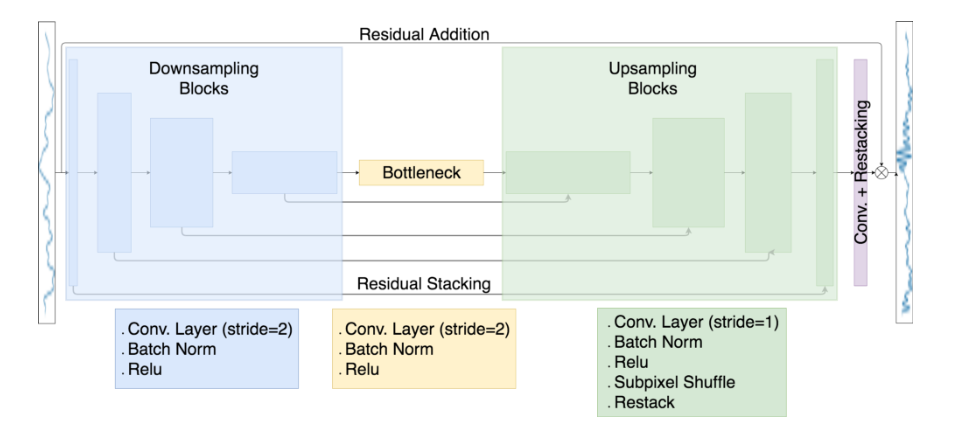 Residual Addition
Downsampling
Blocks
Upsampling
Blocks
Bottleneck
Conv. + Restacking
Residual Stacking
. Conv. Layer (stride=2)
. Batch Norm
. Relu
. Conv. Layer (stride=2)
. Batch Norm
. Relu
. Conv. Layer (stride=1)
. Batch Norm
. Relu
. Subpixel Shuffle
. Restack